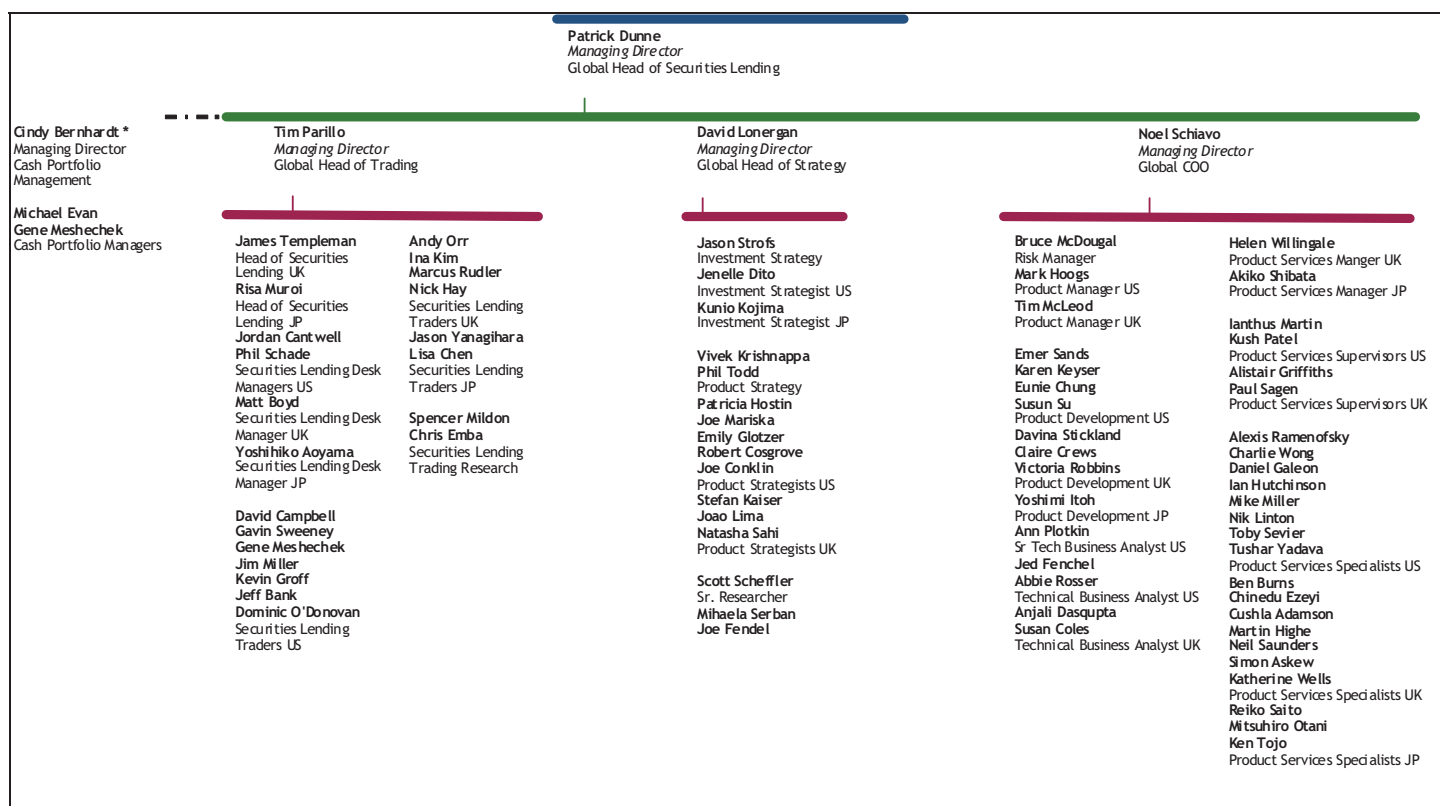 Patrick Dunne
Managing Director
Global Head of Securities Lending
Cindy Bernhardt *
Managing Director
Cash Portfolio
Management
Michael Evan
Gene Meshechek
Cash Portfolio Managers
Tim Parillo
Managing Director
Global Head of Trading
James Templeman
Head of Securities
Lending UK
Risa Muroi
Head of Securities
Lending JP
Jordan Cantwell
Phil Schade
Securities Lending Desk
Managers US
Matt Boyd
Securities Lending Desk
Manager UK
Yoshihiko Aoyama
Securities Lending Desk
Manager JP
David Campbell
Gavin Sweeney
Gene Meshechek
Jim Miller
Kevin Groff
Jeff Bank
Dominic O'Donovan
Securities Lending
Traders US
Andy Orr
Ina Kim
Marcus Rudler
Nick Hay
Securities Lending
Traders UK
Jason Yanagihara
Lisa Chen
Securities Lending
Traders JP
Spencer Mildon
Chris Emba
Securities Lending
Trading Research
David Lonergan
Managing Director
Global Head of Strategy
Jason Strofs
Investment Strategy
Jenelle Dito
Investment Strategist US
Kunio Kojima
Investment Strategist JP
Vivek Krishnappa
Phil Todd
Product Strategy
Patricia Hostin
Joe Mariska
Emily Glotzer
Robert Cosgrove
Joe Conklin
Product Strategists US
Stefan Kaiser
Joao Lima
Natasha Sahi
Product Strategists UK
Scott Scheffler
Sr. Researcher
Mihaela Serban
Joe Fendel
Noel Schiavo
Managing Director
Global COO
Bruce McDougal
Risk Manager
Mark Hoogs
Product Manager US
Tim McLeod
Product Manager UK
Emer Sands
Karen Keyser
Eunie Chung
Susun Su
Product Development US
Davina Stickland
Claire Crews
Victoria Robbins
Product Development UK
Yoshimi Itoh
Product Development JP
Ann Plotkin
Sr Tech Business Analyst US
Jed Fenchel
Abbie Rosser
Technical Business Analyst US
Anjali Dasqupta
Susan Coles
Technical Business Analyst UK
Helen Willingale
Product Services Manger UK
Akiko Shibata
Product Services Manager JP
Ianthus Martin
Kush Patel
Product Services Supervisors US
Alistair Griffiths
Paul Sagen
Product Services Supervisors UK
Alexis Ramenofsky
Charlie Wong
Daniel Galeon
Ian Hutchinson
Mike Miller
Nik Linton
Toby Sevier
Tushar Yadava
Product Services Specialists US
Ben Burns
Chinedu Ezeyi
Cushla Adamson
Martin Highe
Neil Saunders
Simon Askew
Katherine Wells
Product Services Specialists UK
Reiko Saito
Mitsuhiro Otani
Ken Tojo
Product Services Specialists JP